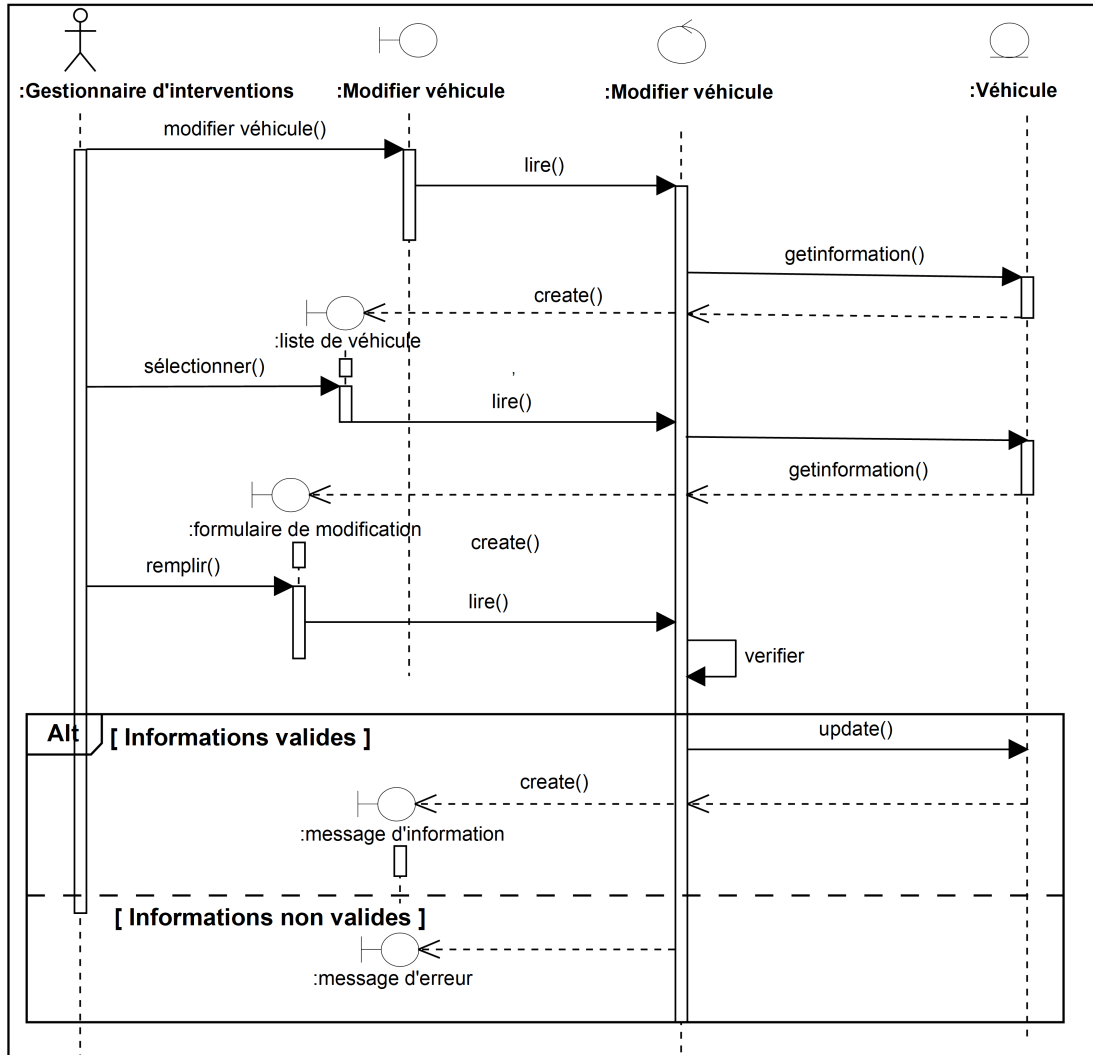 :Gestionnaire d'interventions
:Modifier véhicule
:Modifier véhicule
:Véhicule
modifier véhicule()
lire()
getinformation()
create()
:liste de véhicule
sélectionner()
,
lire()
getinformation()
:formulaire de modification
create()
remplir()
lire()
verifier
Alt
[ Informations valides ]
update()
create()
:message d'information
[ Informations non valides ]
:message d'erreur